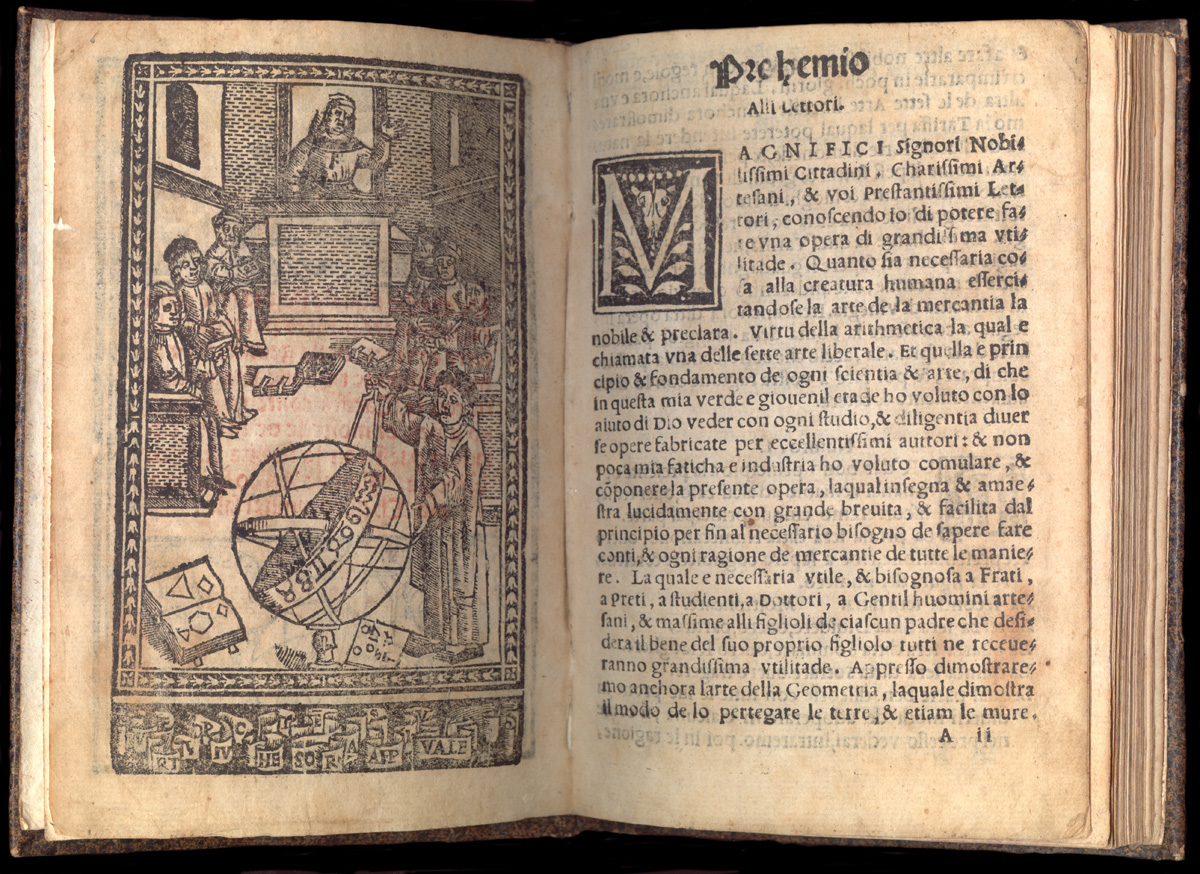 VALE
Prohemio
Alli Lettori.
MAGNIFICI Signori Nobi-
lissimi Cittadini, Charissimi Ar-
tesani, & voi Prestantissimi Let-
tori, conoscendo io di potere fa-
re vna opera di grandissima vti-
litade. Quanto sia necessaria co-
sa alla creatura humana esserci-
tandose la arte de la mercantia la
nobile & preclara. Virtu della arithmetica la qual e
chiamata vna delle sette arte liberale. Et quella e prin
cipio & fondamento de ogni scientia & arte, di che
in questa mia verde e giouenil etade ho voluto con lo
aiuto di Dio veder con ogni studio, & diligentia diuer
se opere fabricate per eccellentissimi auttori: & non
poca mia faticha e industria ho voluto comulare, &
cõponere la presente opera, laqual insegna & amae-
stra lucidamente con grande breuita, & facilita dal
principio per fin al necessario bisogno de sapere fare
conti, & ogni ragione de mercantie de tutte le manie-
re. La quale e necessaria vtile, & bisognosa a Frati,
a Preti, a studienti, a Dottori, a Gentil huomini arte-
sani, & massime alli figlioli de ciascun padre che desi-
dera il bene del suo proprio figliolo tutti ne receue-
ranno grandissima vtilitade. Appresso dimostrare-
mo anchora larte della Geometria, laquale dimostra
il modo de lo pertegare le terre, & etiam le mure.
A ii